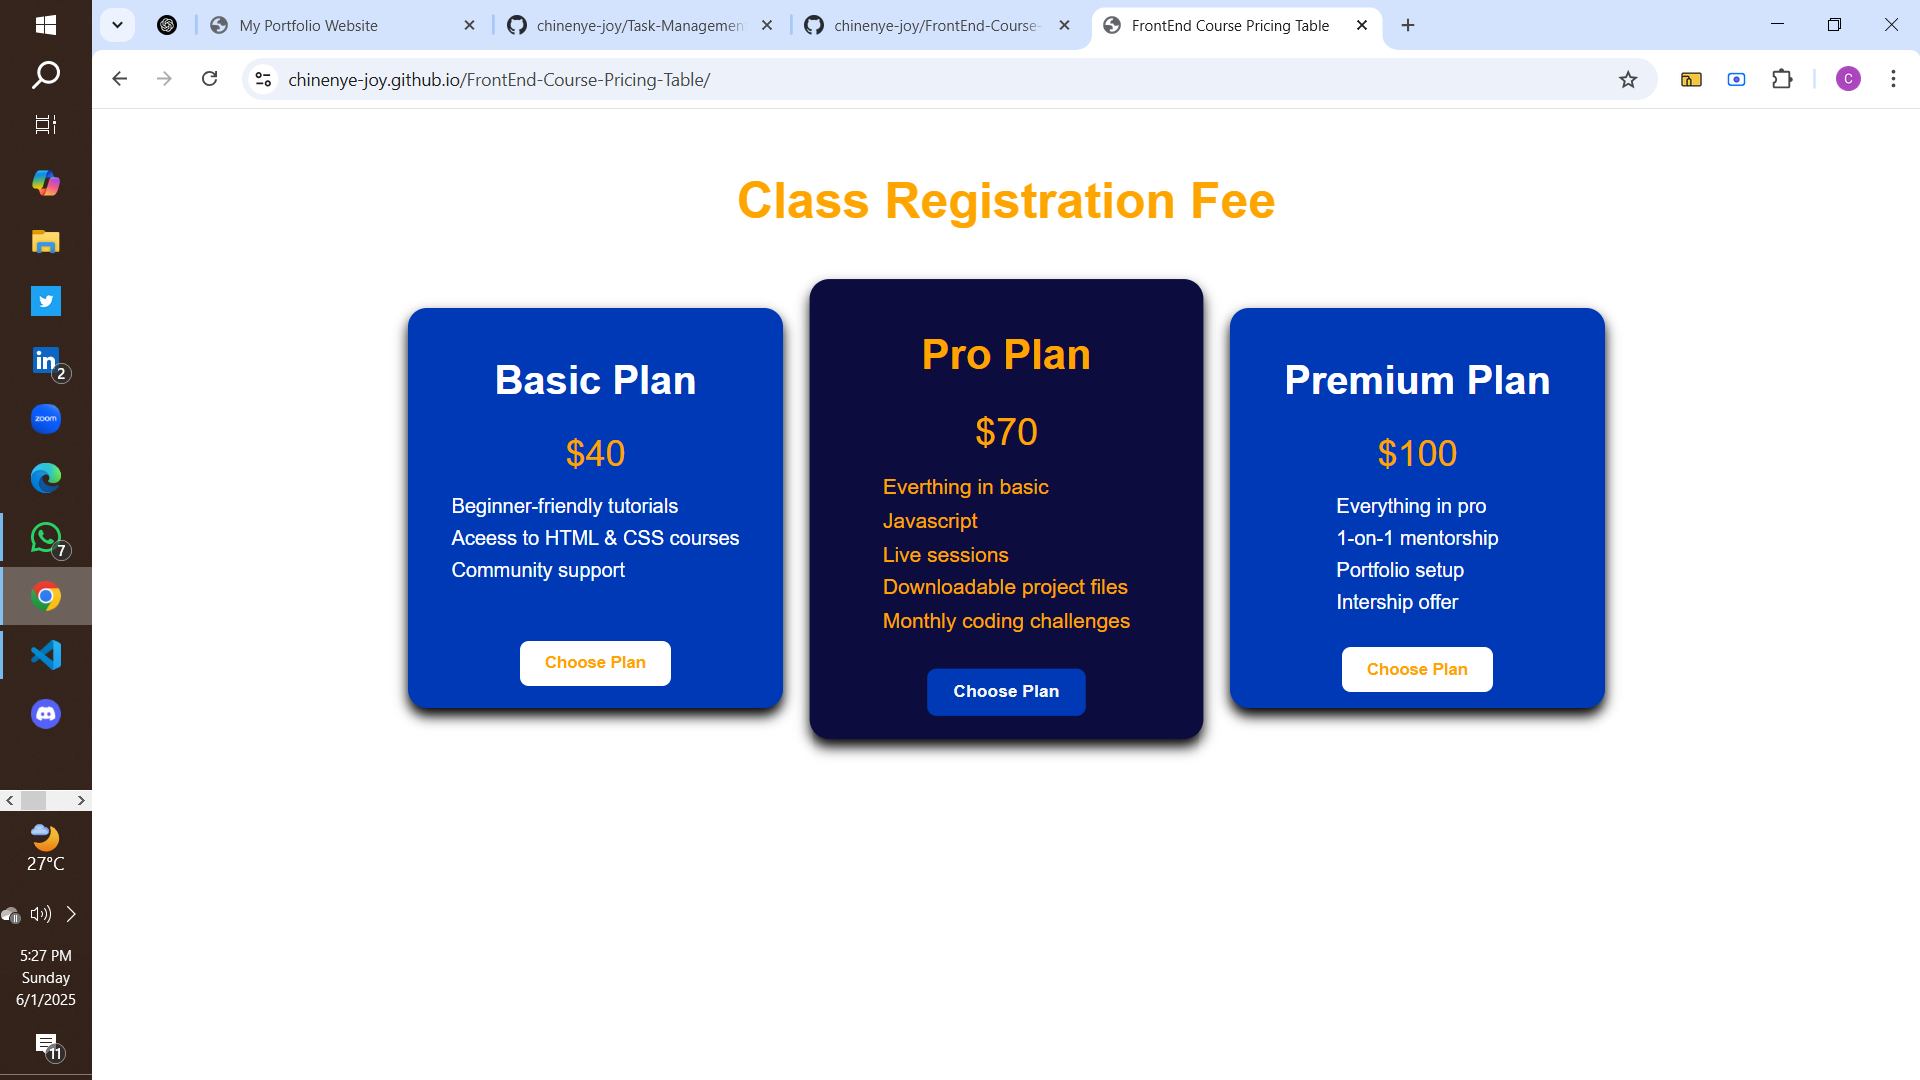 My Portfolio Website
chinenye-joy/Task-Managemen
chinenye-joy/FrontEnd-Course-
FrontEnd Course Pricing Table
chinenye-joy.github.io/FrontEnd-Course-Pricing-Table/
C
Class Registration Fee
Basic Plan
$40
Beginner-friendly tutorials
Aceess to HTML & CSS courses
Community support
Choose Plan
Pro Plan
$70
Everthing in basic
Javascript
Live sessions
Downloadable project files
Monthly coding challenges
Choose Plan
Premium Plan
$100
Everything in pro
1-on-1 mentorship
Portfolio setup
Intership offer
Choose Plan
in
2
zoom
7
27°C
5:27 PM
Sunday
6/1/2025
11